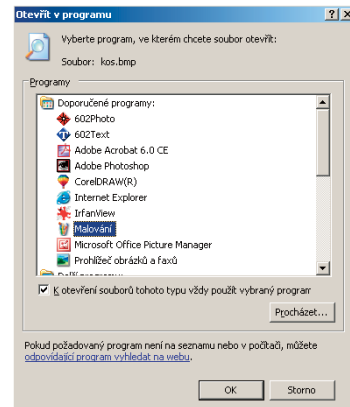 Otevřít v programu
Vyberte program, ve kterém chcete soubor otevřít:
Soubor: kos.bmp
Programy
Doporučené programy:
602Photo
602Text
Adobe Acrobat 6.0 CE
Adobe Photoshop
CorelDRAW(R)
Internet Explorer
IrfanView
Malování
Microsoft Office Picture Manager
Prohlížeč obrázků a faxů
K otevření souborů tohoto typu vždy použít vybraný program
Procházet...
Pokud požadovaný program není na seznamu nebo v počítači, můžete
odpovídající program vyhledat na webu.
OK
Storno